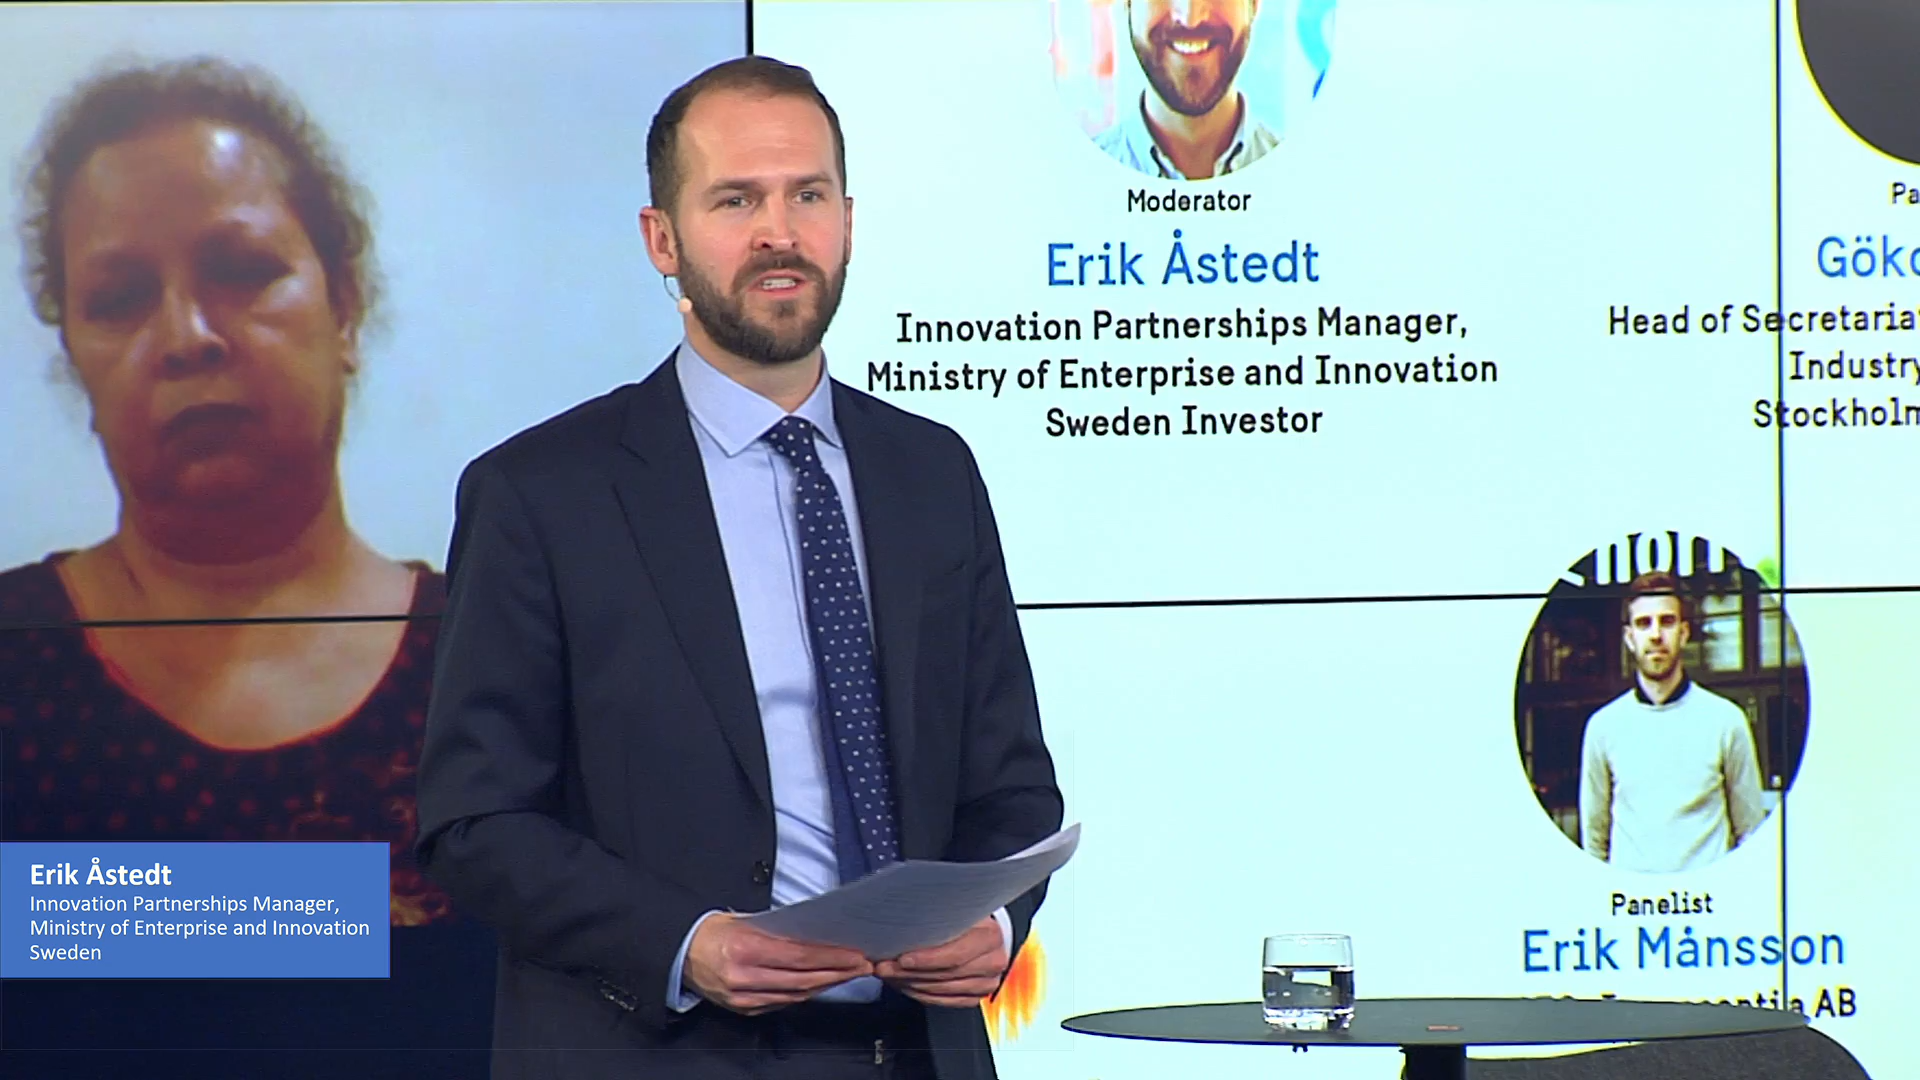 Moderator
Erik Åstedt
Innovation Partnerships Manager,
Ministry of Enterprise and Innovation
Sweden Investor
Head of Secretaria
Industry
Stockholm
Panelist
Erik Månsson
AB
Erik Åstedt
Innovation Partnerships Manager,
Ministry of Enterprise and Innovation
Sweden